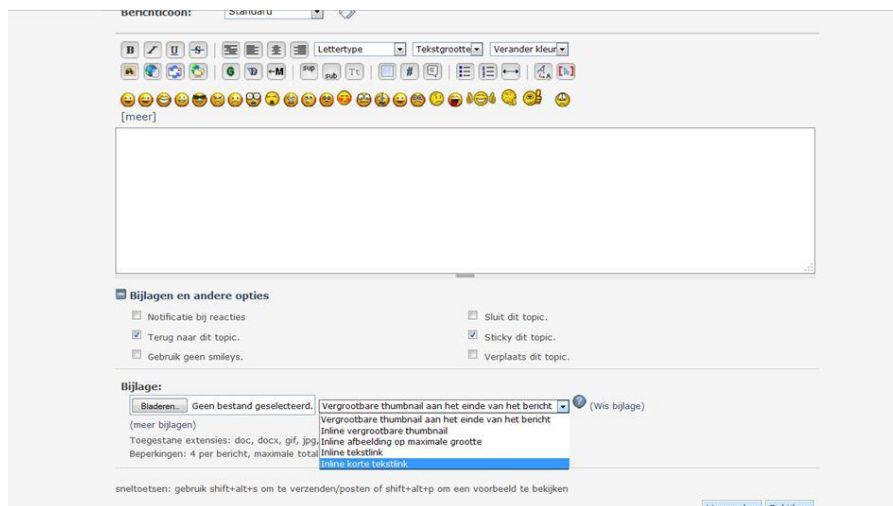 Berichticoon: Standard
B I U S Lettertype Tekstgrootte Verander kleur
G M sup sub Tt #
[meer]
Bijlagen en andere opties
Notificatie bij reacties Sluit dit topic.
Terug naar dit topic. Sticky dit topic.
Gebruik geen smileys. Verplaats dit topic.
Bijlage:
Bladeren... Geen bestand geselecteerd. Vergrootbare thumbnail aan het einde van het bericht (Wis bijlage)
Vergrootbare thumbnail aan het einde van het bericht
(meer bijlagen) Inline vergrootbare thumbnail
Toegestane extensies: doc, docx, gif, jpg, Inline afbeelding op maximale grootte
Beperkingen: 4 per bericht, maximale total Inline tekstlink
Inline korte tekstlink
sneltoetsen: gebruik shift+alt+s om te verzenden/posten of shift+alt+p om een voorbeeld te bekijken